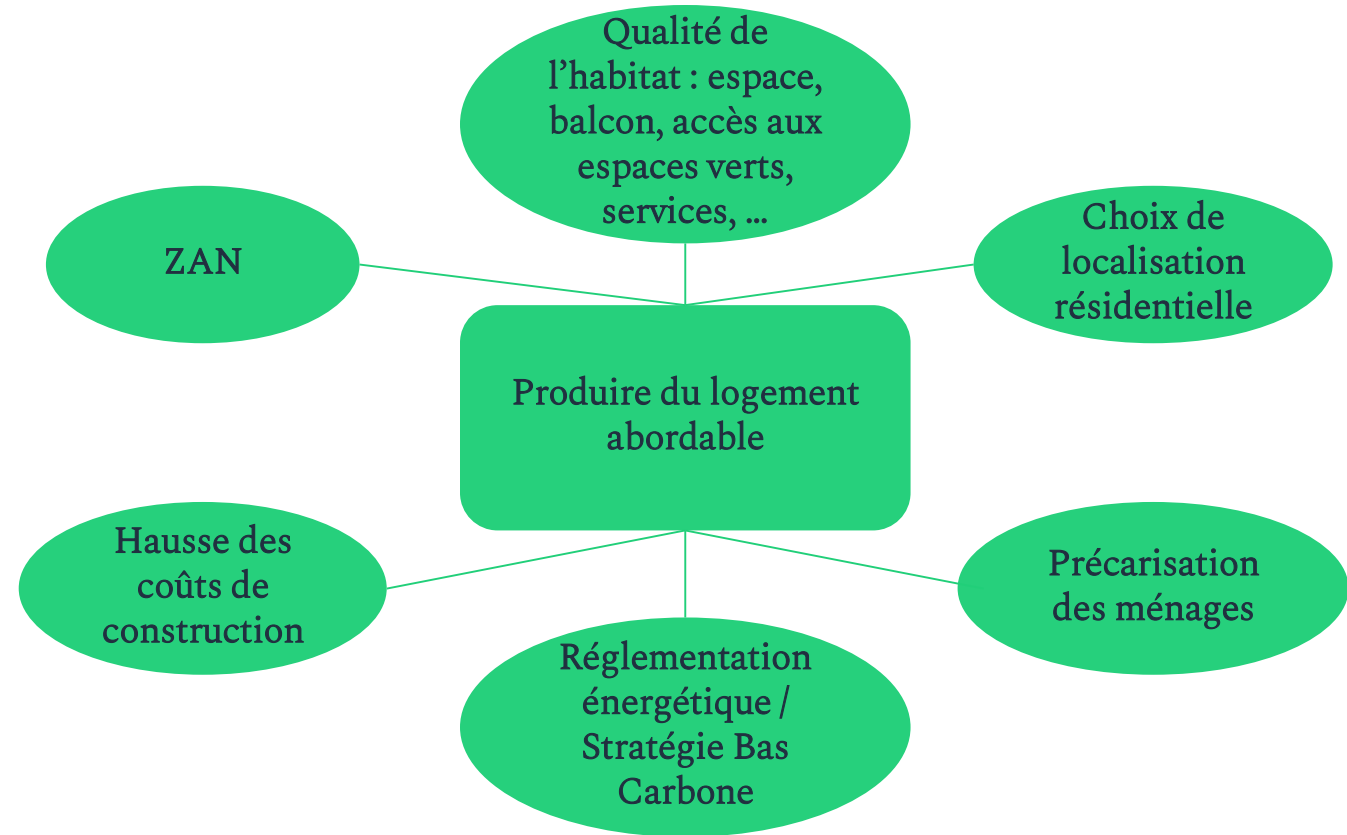 Qualité de
l’habitat : espace,
balcon, accès aux
espaces verts,
services, ...
ZAN
Choix de
localisation
résidentielle
Produire du logement
abordable
Hausse des
coûts de
construction
Précarisation
des ménages
Réglementation
énergétique /
Stratégie Bas
Carbone